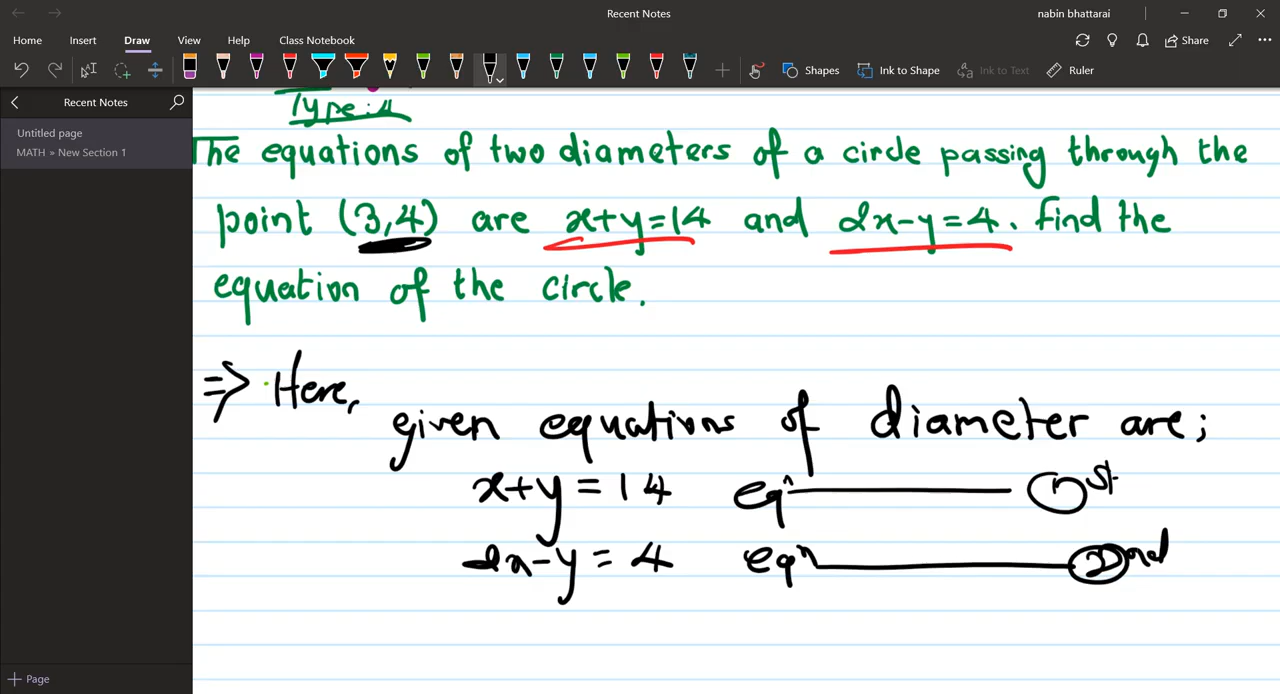 Recent Notes
nabin bhattarai
Home Insert Draw View Help Class Notebook
Share
Shapes Ink to Shape Ink to Text Ruler
Recent Notes
Untitled page
MATH » New Section 1
Type:
The equations of two diameters of a circle passing through the
point (3,4) are x+y=14 and 2x-y=4. Find the
equation of the circle.
⇒ Here,
given equations of diameter are;
x+y=14 eqⁿ——— ①st
2x-y=4 eqⁿ——— ②nd
+ Page